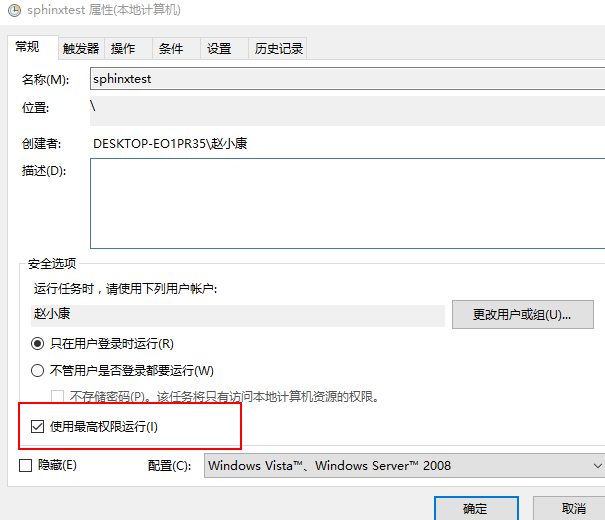 sphinxtest 属性(本地计算机)
常规 触发器 操作 条件 设置 历史记录
名称(M): sphinxtest
位置: \
创建者: DESKTOP-EO1PR35\赵小康
描述(D):
安全选项
运行任务时，请使用下列用户帐户:
赵小康 更改用户或组(U)...
只在用户登录时运行(R)
不管用户是否登录都要运行(W)
不存储密码(P)。该任务将只有访问本地计算机资源的权限。
使用最高权限运行(I)
隐藏(E) 配置(C): Windows Vista™、Windows Server™ 2008
确定 取消